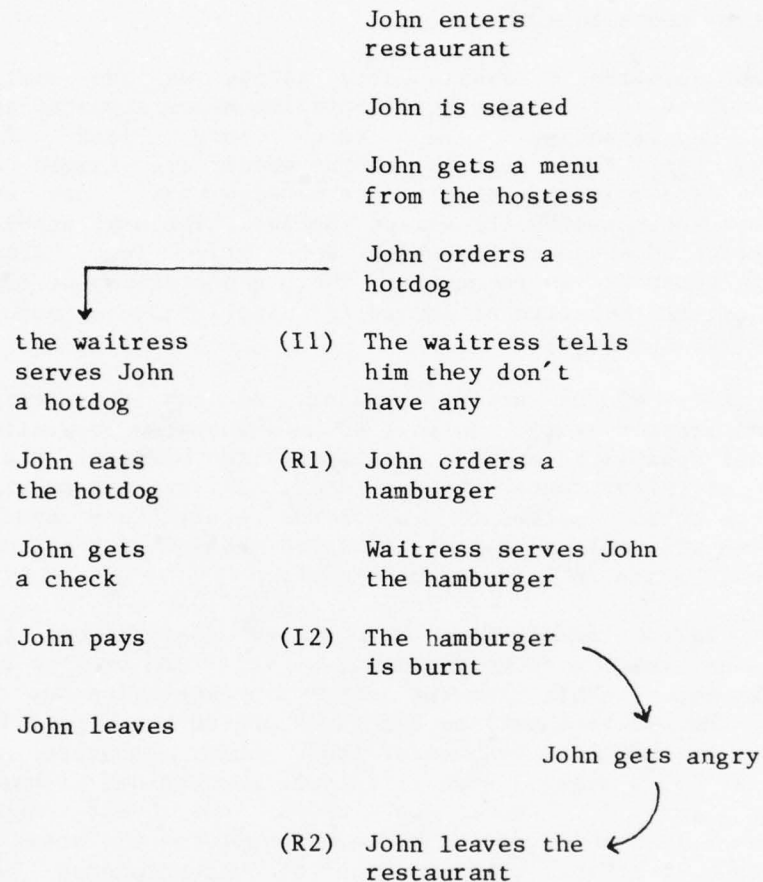 John enters
restaurant
John is seated
John gets a menu
from the hostess
John orders a
hotdog
the waitress
serves John
a hotdog
John eats
the hotdog
John gets
a check
John pays
John leaves
(I1) The waitress tells
him they don't
have any
(R1) John crders a
hamburger
Waitress serves John
the hamburger
(I2) The hamburger
is burnt
John gets angry
(R2) John leaves the
restaurant